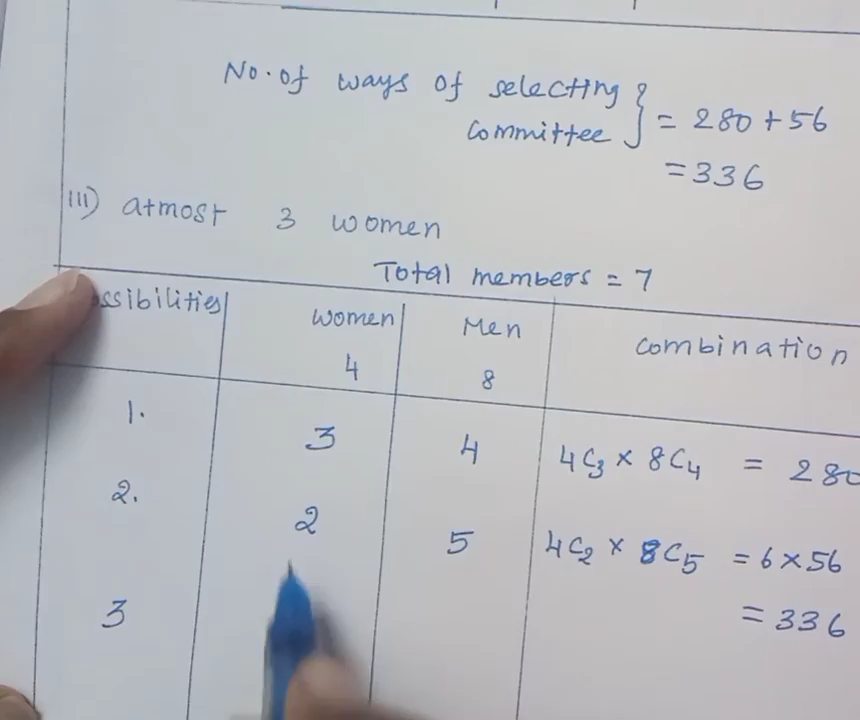 No. of ways of selecting
committee } = 280 + 56
= 336
iii) atmost 3 women
Total members = 7
ssibilities women Men combination
4 8
1. 3 4 4C3 × 8C4 = 280
2. 2 5 4C2 × 8C5 = 6 × 56
= 336
3